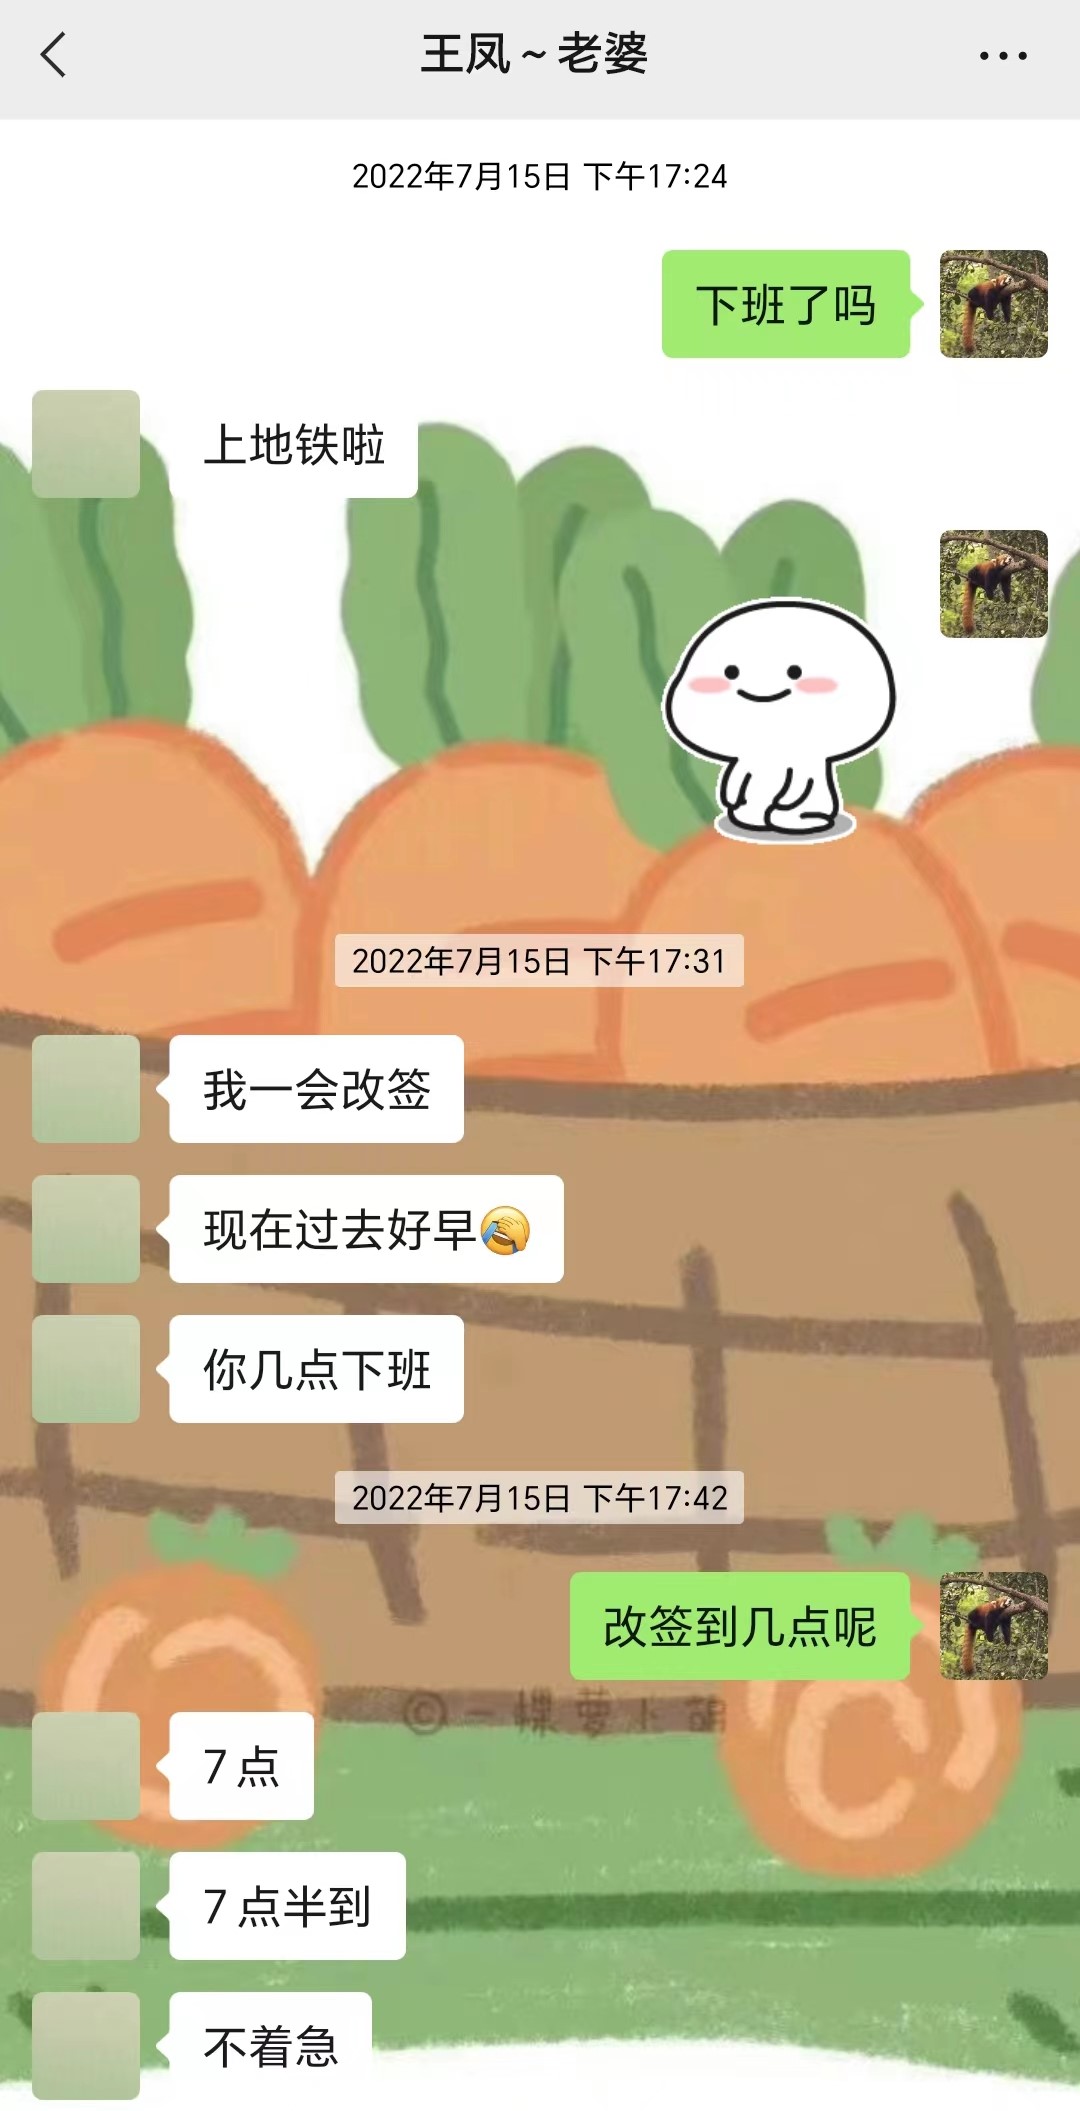 王凤~老婆
2022年7月15日 下午17:24
下班了吗
上地铁啦
2022年7月15日 下午17:31
我一会改签
现在过去好早🤣
你几点下班
2022年7月15日 下午17:42
改签到几点呢
©一棵萝卜葫
7点
7点半到
不着急